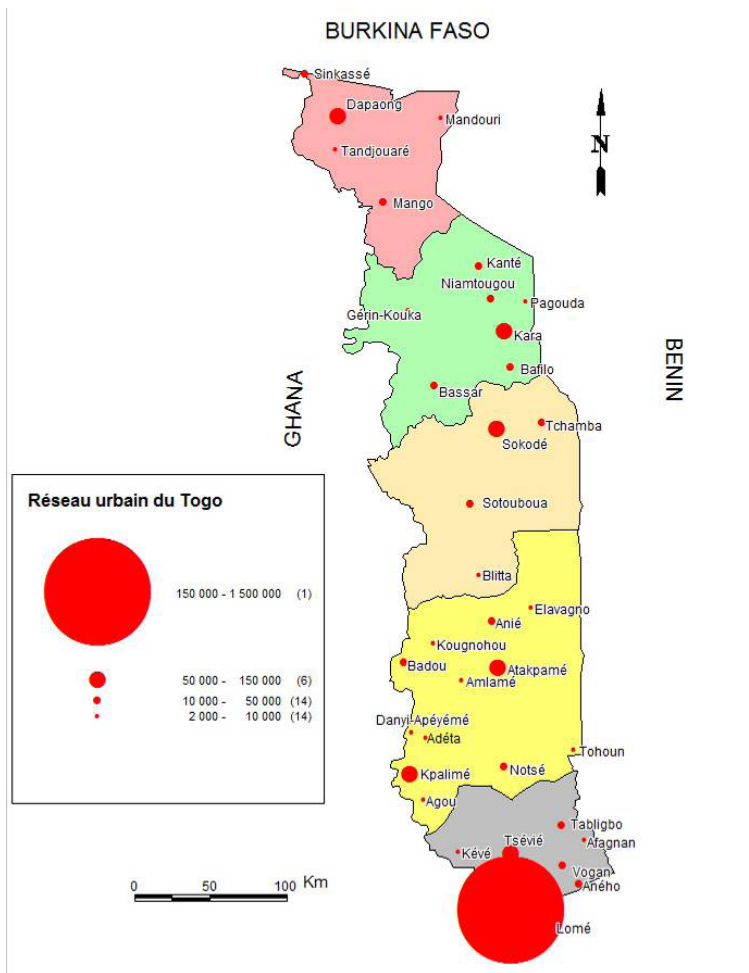 BURKINA FASO
Sinkassé
Dapaong
Mandouri
Tandjouaré
N
Mango
Kanté
Niamtougou
Pagouda
Gérin-Kouka
Kara
BENIN
Bafilo
GHANA
Bassar
Tchamba
Sokodé
Réseau urbain du Togo
Sotouboua
150 000 - 1 500 000 (1)
Blitta
Elavagno
Anié
Kougnohou
Badou
Atakpamé
50 000 - 150 000 (6)
Amlamé
10 000 - 50 000 (14)
2 000 - 10 000 (14)
Danyi-Apéyémé
Adéta
Tohoun
Notsé
Kpalimé
Agou
Tabligbo
Tsévié
Afagnan
Kévé
Vogan
Aného
0 50 100 Km
Lomé